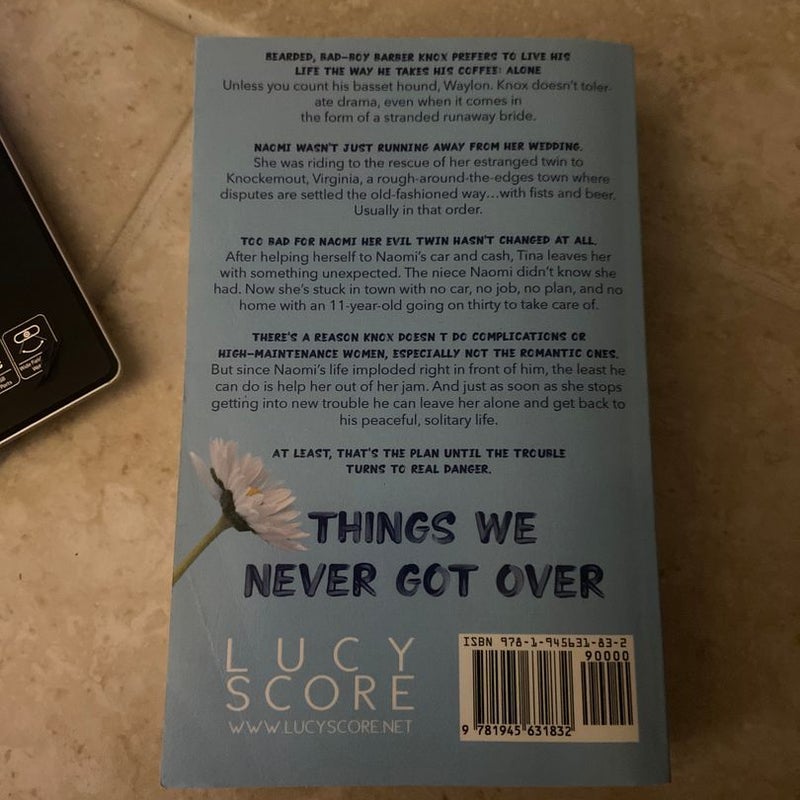 BEARDED, BAD-BOY BARBER KNOX PREFERS TO LIVE HIS
LIFE THE WAY HE TAKES HIS COFFEE: ALONE
Unless you count his basset hound, Waylon. Knox doesn't toler-
ate drama, even when it comes in
the form of a stranded runaway bride.
NAOMI WASN'T JUST RUNNING AWAY FROM HER WEDDING.
She was riding to the rescue of her estranged twin to
Knockemout, Virginia, a rough-around-the-edges town where
disputes are settled the old-fashioned way...with fists and beer.
Usually in that order.
TOO BAD FOR NAOMI HER EVIL TWIN HASN'T CHANGED AT ALL.
After helping herself to Naomi's car and cash, Tina leaves her
with something unexpected. The niece Naomi didn't know she
had. Now she's stuck in town with no car, no job, no plan, and no
home with an 11-year-old going on thirty to take care of.
THERE'S A REASON KNOX DOESN T DO COMPLICATIONS OR
HIGH-MAINTENANCE WOMEN, ESPECIALLY NOT THE ROMANTIC ONES.
But since Naomi's life imploded right in front of him, the least he
can do is help her out of her jam. And just as soon as she stops
getting into new trouble he can leave her alone and get back to
his peaceful, solitary life.
AT LEAST, THAT'S THE PLAN UNTIL THE TROUBLE
TURNS TO REAL DANGER.
THINGS WE
NEVER GOT OVER
LUCY
SCORE
WWW.LUCYSCORE.NET
ISBN 978-1-945631-83-2
90000
9 781945 631832